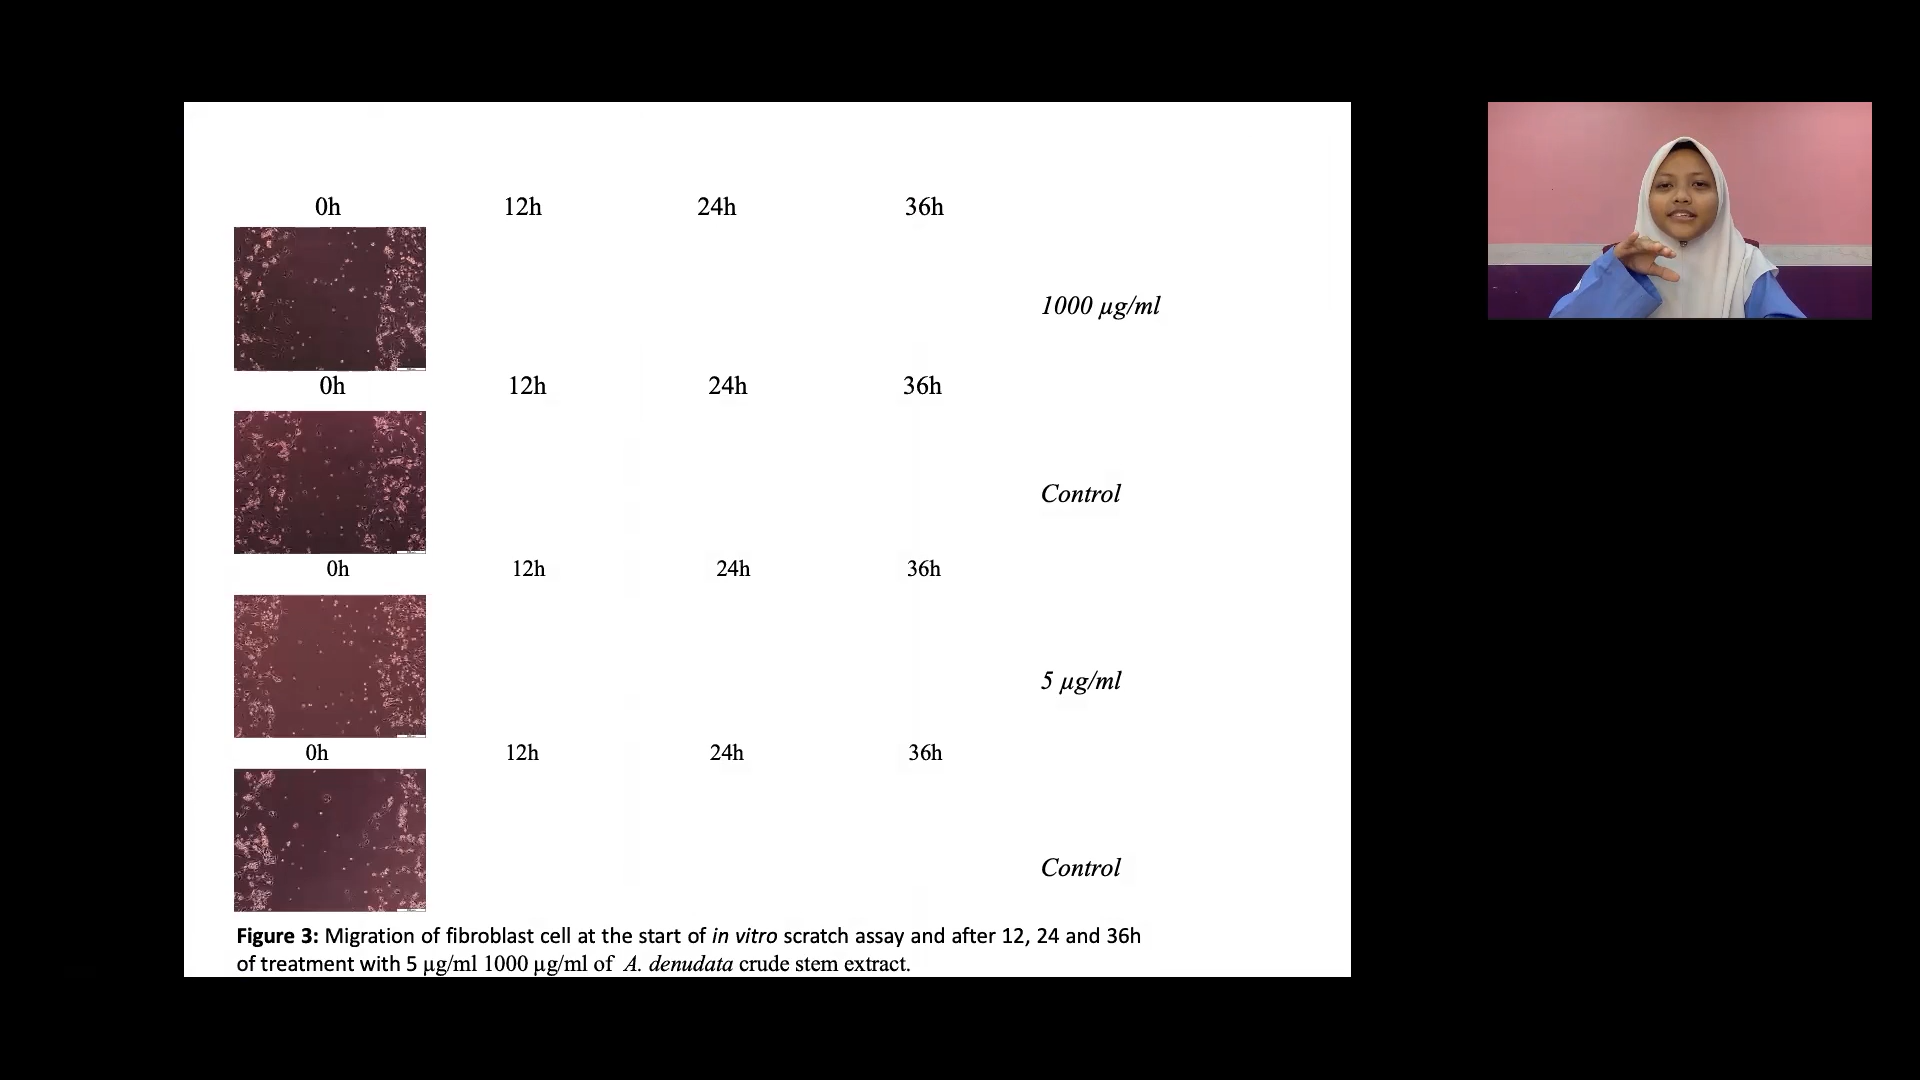 0h 12h 24h 36h
1000 µg/ml
0h 12h 24h 36h
Control
0h 12h 24h 36h
5 µg/ml
0h 12h 24h 36h
Control
Figure 3: Migration of fibroblast cell at the start of in vitro scratch assay and after 12, 24 and 36h
of treatment with 5 µg/ml 1000 µg/ml of A. denudata crude stem extract.